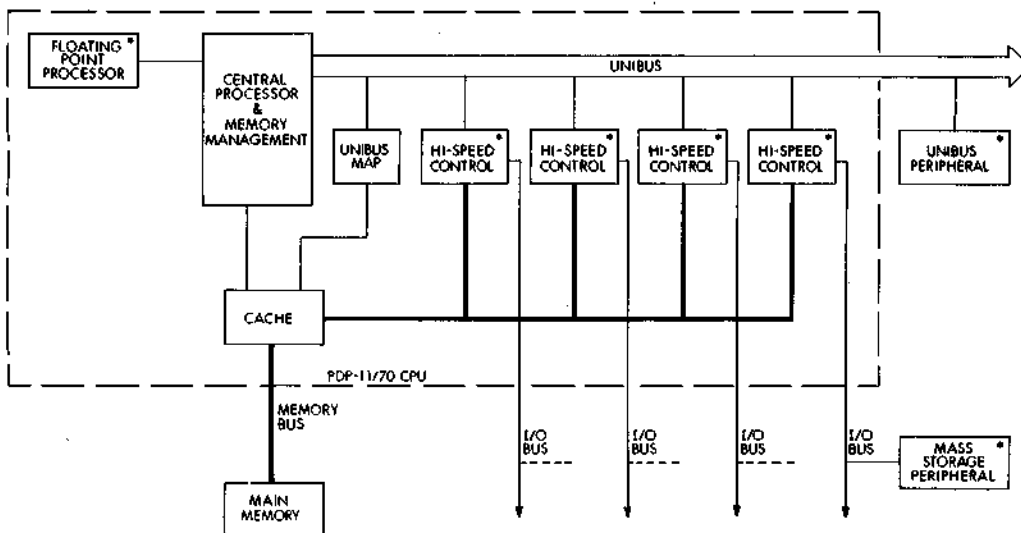 FLOATING *
POINT
PROCESSOR
CENTRAL
PROCESSOR
&
MEMORY
MANAGEMENT
UNIBUS
UNIBUS
MAP
*
HI-SPEED
CONTROL
*
HI-SPEED
CONTROL
*
HI-SPEED
CONTROL
*
HI-SPEED
CONTROL
*
UNIBUS
PERIPHERAL
CACHE
PDP-11/70 CPU
MEMORY
BUS
I/O
BUS
I/O
BUS
I/O
BUS
I/O
BUS
MASS *
STORAGE
PERIPHERAL
MAIN
MEMORY